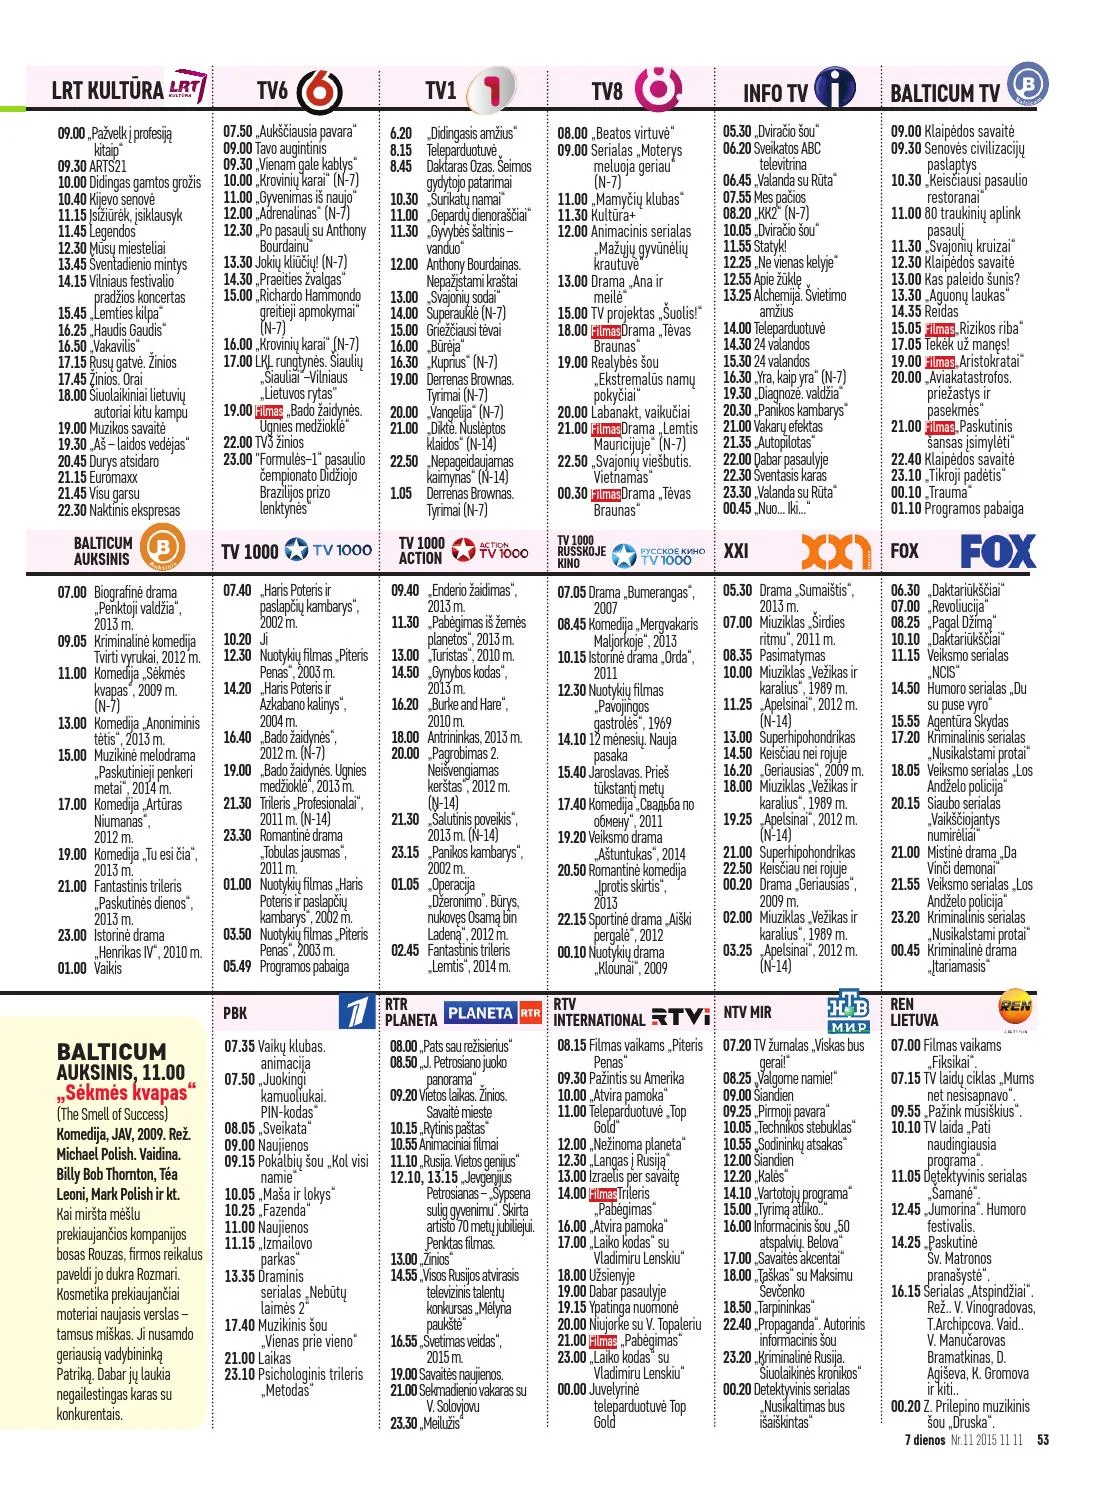 LRT KULTŪRA
LRT
KULTŪRA
09.00 „Pažvelk į profesiją
kitaip“
09.30 ARTS21
10.00 Didingas gamtos grožis
10.40 Kijevo senovė
11.15 Įsižiūrėk, įsiklausyk
11.45 Legendos
12.30 Mūsų miesteliai
13.45 Šventadienio mintys
14.15 Vilniaus festivalio
pradžios koncertas
15.45 „Lemties kilpa“
16.25 „Haudis Gaudis“
16.50 „Vakavilis“
17.15 Rusų gatvė. Žinios
17.45 Žinios. Orai
18.00 Šiuolaikiniai lietuvių
autoriai kitu kampu
19.00 Muzikos savaitė
19.30 „Aš – laidos vedėjas“
20.45 Durys atsidaro
21.15 Euromaxx
21.45 Visu garsu
22.30 Naktinis ekspresas
TV6
6
07.50 „Aukščiausia pavara“
09.00 Tavo augintinis
09.30 „Vienam gale kablys“
10.00 „Krovinių karai“ (N-7)
11.00 „Gyvenimas iš naujo“
12.00 „Adrenalinas“ (N-7)
12.30 „Po pasaulį su Anthony
Bourdainu“
13.30 Jokių kliūčių! (N-7)
14.30 „Praeities žvalgas“
15.00 „Richardo Hammondo
greitieji apmokymai“
(N-7)
16.00 „Krovinių karai“ (N-7)
17.00 LKL rungtynės. Šiaulių
„Šiauliai“ –Vilniaus
„Lietuvos rytas“
19.00 Filmas „Bado žaidynės.
Ugnies medžioklė“
22.00 TV3 žinios
23.00 "Formulės–1“ pasaulio
čempionato Didžiojo
Brazilijos prizo
lenktynės“
TV1
1
6.20 „Didingasis amžius“
8.15 Teleparduotuvė
8.45 Daktaras Ozas. Šeimos
gydytojo patarimai
10.30 „Surikatų namai“
11.00 „Gepardų dienoraščiai“
11.30 „Gyvybės šaltinis –
vanduo“
12.00 Anthony Bourdainas.
Nepažįstami kraštai
13.00 „Svajonių sodai“
14.00 Superauklė (N-7)
15.00 Griežčiausi tėvai
16.00 „Būrėja“
16.30 „Kuprius“ (N-7)
19.00 Derrenas Brownas.
Tyrimai (N-7)
20.00 „Vangelija“ (N-7)
21.00 „Diktė. Nuslėptos
klaidos“ (N-14)
22.50 „Nepageidaujamas
kaimynas“ (N-14)
1.05 Derrenas Brownas.
Tyrimai (N-7)
TV8
08.00 „Beatos virtuvė“
09.00 Serialas „Moterys
meluoja geriau“
(N-7)
11.00 „Mamyčių klubas“
11.30 Kultūra+
12.00 Animacinis serialas
„Mažųjų gyvūnėlių
krautuvė“
13.00 Drama „Ana ir
meilė“
15.00 TV projektas „Šuolis!“
18.00 Filmas Drama „Tėvas
Braunas“
19.00 Realybės šou
„Ekstremalūs namų
pokyčiai“
20.00 Labanakt, vaikučiai
21.00 Filmas Drama „Lemtis
Mauricijuje“ (N-7)
22.50 „Svajonių viešbutis.
Vietnamas“
00.30 Filmas Drama „Tėvas
Braunas“
INFO TV
i
05.30 „Dviračio šou“
06.20 Sveikatos ABC
televitrina
06.45 „Valanda su Rūta“
07.55 Mes pačios
08.20 „KK2“ (N-7)
10.05 „Dviračio šou“
11.55 Statyk!
12.25 „Ne vienas kelyje“
12.55 Apie žūklę
13.25 Alchemija. Švietimo
amžius
14.00 Teleparduotuvė
14.30 24 valandos
15.30 24 valandos
16.30 „Yra, kaip yra“ (N-7)
19.30 „Diagnozė. valdžia“
20.30 „Panikos kambarys“
21.00 Vakarų efektas
21.35 „Autopilotas“
22.00 Dabar pasaulyje
22.30 Šventasis karas
23.30 „Valanda su Rūta“
00.45 „Nuo... Iki...“
BALTICUM TV
B
09.00 Klaipėdos savaitė
09.30 Senovės civilizacijų
paslaptys
10.30 „Keisčiausi pasaulio
restoranai“
11.00 80 traukinių aplink
pasaulį
11.30 „Svajonių kruizai“
12.30 Klaipėdos savaitė
13.00 Kas paleido šunis?
13.30 „Aguonų laukas“
14.35 Reidas
15.05 Filmas „Rizikos riba“
17.05 Tekėk už manęs!
19.00 Filmas „Aristokratai“
20.00 „Aviakatastrofos.
priežastys ir
pasekmės“
21.00 Filmas „Paskutinis
šansas įsimylėti“
22.40 Klaipėdos savaitė
23.10 „Tikroji padėtis“
00.10 „Trauma“
01.10 Programos pabaiga
BALTICUM
AUKSINIS
B
Auksinis
07.00 Biografinė drama
„Penktoji valdžia“,
2013 m.
09.05 Kriminalinė komedija
Tvirti vyrukai, 2012 m.
11.00 Komedija „Sėkmės
kvapas“, 2009 m.
(N-7)
13.00 Komedija „Anoniminis
tėtis“, 2013 m.
15.00 Muzikinė melodrama
„Paskutinieji penkeri
metai“, 2014 m.
17.00 Komedija „Artūras
Niumanas“,
2012 m.
19.00 Komedija „Tu esi čia“,
2013 m.
21.00 Fantastinis trileris
„Paskutinės dienos“,
2013 m.
23.00 Istorinė drama
„Henrikas IV“, 2010 m.
01.00 Vaikis
TV 1000
TV 1000
07.40 „Haris Poteris ir
paslapčių kambarys“,
2002 m.
10.20 Ji
12.30 Nuotykių filmas „Piteris
Penas“, 2003 m.
14.20 „Haris Poteris ir
Azkabano kalinys“,
2004 m.
16.40 „Bado žaidynės“,
2012 m. (N-7)
19.00 „Bado žaidynės. Ugnies
medžioklė“, 2013 m.
21.30 Trileris „Profesionalai“,
2011 m. (N-14)
23.30 Romantinė drama
„Tobulas jausmas“,
2011 m.
01.00 Nuotykių filmas „Haris
Poteris ir paslapčių
kambarys“, 2002 m.
03.50 Nuotykių filmas „Piteris
Penas“, 2003 m.
05.49 Programos pabaiga
TV 1000
ACTION
ACTION
TV 1000
09.40 „Enderio žaidimas“,
2013 m.
11.30 „Pabėgimas iš žemės
planetos“, 2013 m.
13.00 „Turistas“, 2010 m.
14.50 „Gynybos kodas“,
2013 m.
16.20 „Burke and Hare“,
2010 m.
18.00 Antrininkas, 2013 m.
20.00 „Pagrobimas 2.
Neišvengiamas
kerštas“, 2012 m.
(N-14)
21.30 „Šalutinis poveikis“,
2013 m. (N-14)
23.15 „Panikos kambarys“,
2002 m.
01.05 „Operacija
„Džeronimo“. Būrys,
nukovęs Osamą bin
Ladeną“, 2012 m.
02.45 Fantastinis trileris
„Lemtis“, 2014 m.
TV 1000
RUSSKOJE
KINO
РУССКОЕ КИНО
TV 1000
07.05 Drama „Bumerangas“,
2007
08.45 Komedija „Mergvakaris
Maljorkoje“, 2013
10.15 Istorinė drama „Orda“,
2011
12.30 Nuotykių filmas
„Pavojingos
gastrolės“, 1969
14.10 12 mėnesių. Nauja
pasaka
15.40 Jaroslavas. Prieš
tūkstantį metų
17.40 Komedija „Свадьба по
обмену“, 2011
19.20 Veiksmo drama
„Aštuntukas“, 2014
20.50 Romantinė komedija
„Įprotis skirtis“,
2013
22.15 Sportinė drama „Aiški
pergalė“, 2012
00.10 Nuotykių drama
„Klounai“, 2009
XXI
05.30 Drama „Sumaištis“,
2013 m.
07.00 Miuziklas „Širdies
ritmu“, 2011 m.
08.35 Pasimatymas
10.00 Miuziklas „Vežikas ir
karalius“, 1989 m.
11.25 „Apelsinai“, 2012 m.
(N-14)
13.00 Superhipohondrikas
14.50 Keisčiau nei rojuje
16.20 „Geriausias“, 2009 m.
18.00 Miuziklas „Vežikas ir
karalius“, 1989 m.
19.25 „Apelsinai“, 2012 m.
(N-14)
21.00 Superhipohondrikas
22.50 Keisčiau nei rojuje
00.20 Drama „Geriausias“,
2009 m.
02.00 Miuziklas „Vežikas ir
karalius“, 1989 m.
03.25 „Apelsinai“, 2012 m.
(N-14)
FOX
FOX
06.30 „Daktariūkščiai“
07.00 „Revoliucija“
08.25 „Pagal Džimą“
10.10 „Daktariūkščiai“
11.15 Veiksmo serialas
„NCIS“
14.50 Humoro serialas „Du
su puse vyro“
15.55 Agentūra Skydas
17.20 Kriminalinis serialas
„Nusikalstami protai“
18.05 Veiksmo serialas „Los
Andželo policija“
20.15 Siaubo serialas
„Vaikščiojantys
numirėliai“
21.00 Mistinė drama „Da
Vinči demonai“
21.55 Veiksmo serialas „Los
Andželo policija“
23.20 Kriminalinis serialas
„Nusikalstami protai“
00.45 Kriminalinė drama
„Įtariamasis“
BALTICUM
AUKSINIS, 11.00
„Sėkmės kvapas“
(The Smell of Success)
Komedija, JAV, 2009. Rež.
Michael Polish. Vaidina.
Billy Bob Thornton, Téa
Leoni, Mark Polish ir kt.
Kai miršta mėšlu
prekiaujančios kompanijos
bosas Rouzas, firmos reikalus
paveldi jo dukra Rozmari.
Kosmetika prekiaujančiai
moteriai naujasis verslas –
tamsus miškas. Ji nusamdo
geriausią vadybininką
Patriką. Dabar jų laukia
negailestingas karas su
konkurentais.
PBK
1
07.35 Vaikų klubas.
animacija
07.50 „Juokingi
kamuoliukai.
PIN-kodas“
08.05 „Sveikata“
09.00 Naujienos
09.15 Pokalbių šou „Kol visi
namie“
10.05 „Maša ir lokys“
10.25 „Fazenda“
11.00 Naujienos
11.15 „Izmailovo
parkas“
13.35 Draminis
serialas „Nebūtų
laimės 2“
17.40 Muzikinis šou
„Vienas prie vieno“
21.00 Laikas
23.10 Psichologinis trileris
„Metodas“
RTR
PLANETA
PLANETA RTR
08.00 „Pats sau režisierius“
08.50 „J. Petrosiano juoko
panorama“
09.20 Vietos laikas. Žinios.
Savaitė mieste
10.15 „Rytinis paštas“
10.55 Animaciniai filmai
11.10 „Rusija. Vietos genijus“
12.10, 13.15 „Jevgenijus
Petrosianas – „Šypsena
sulig gyvenimu“. Skirta
artisto 70 metų jubiliejui.
Penktas filmas.
13.00 „Žinios“
14.55 „Visos Rusijos atvirasis
televizinis talentų
konkursas „Mėlyna
paukštė“
16.55 „Svetimas veidas“,
2015 m.
19.00 Savaitės naujienos.
21.00 Sekmadienio vakaras su
V. Solovjovu
23.30 „Meilužis“
RTV
INTERNATIONAL
RTVi
08.15 Filmas vaikams „Piteris
Penas“
09.30 Pažintis su Amerika
10.00 „Atvira pamoka“
11.00 Teleparduotuvė „Top
Gold“
12.00 „Nežinoma planeta“
12.30 „Langas į Rusiją“
13.00 Izraelis per savaitę
14.00 Filmas Trileris
„Pabėgimas“
16.00 „Atvira pamoka“
17.00 „Laiko kodas“ su
Vladimiru Lenskiu“
18.00 Užsienyje
19.00 Dabar pasaulyje
19.15 Ypatinga nuomonė
20.00 Niujorke su V. Topaleriu
21.00 Filmas „Pabėgimas“
23.00 „Laiko kodas“ su
Vladimiru Lenskiu“
00.00 Juvelyrinė
teleparduotuvė Top
Gold
NTV MIR
НТВ
МИР
07.20 TV žurnalas „Viskas bus
gerai!“
08.25 „Valgome namie!“
09.00 Šiandien
09.25 „Pirmoji pavara“
10.05 „Technikos stebuklas“
10.55 „Sodininkų atsakas“
12.00 Šiandien
12.20 „Kalės“
14.10 „Vartotojų programa“
15.00 „Tyrimą atliko..“
16.00 Informacinis šou „50
atspalvių. Belova“
17.00 „Savaitės akcentai“
18.00 „Taškas“ su Maksimu
Ševčenko
18.50 „Tarpininkas“
22.40 „Propaganda“. Autorinis
informacinis šou
23.20 „Kriminalinė Rusija.
Šiuolaikinės kronikos“
00.20 Detektyvinis serialas
„Nusikaltimas bus
išaiškintas“
REN
LIETUVA
REN
07.00 Filmas vaikams
„Fiksikai“.
07.15 TV laidų ciklas „Mums
net nesisapnavo“.
09.55 „Pažink mūsiškius“.
10.10 TV laida „Pati
naudingiausia
programa“.
11.05 Detektyvinis serialas
„Šamanė“.
12.45 „Jumorina“. Humoro
festivalis.
14.25 „Paskutinė
Šv. Matronos
pranašystė“.
16.15 Serialas „Atspindžiai“.
Rež.. V. Vinogradovas,
T.Archipcova. Vaid..
V. Manučarovas
Bramatkinas, D.
Agiševa, K. Gromova
ir kiti..
00.20 Z. Prilepino muzikinis
šou „Druska“.
7 dienos Nr.11 2015 11 11 53